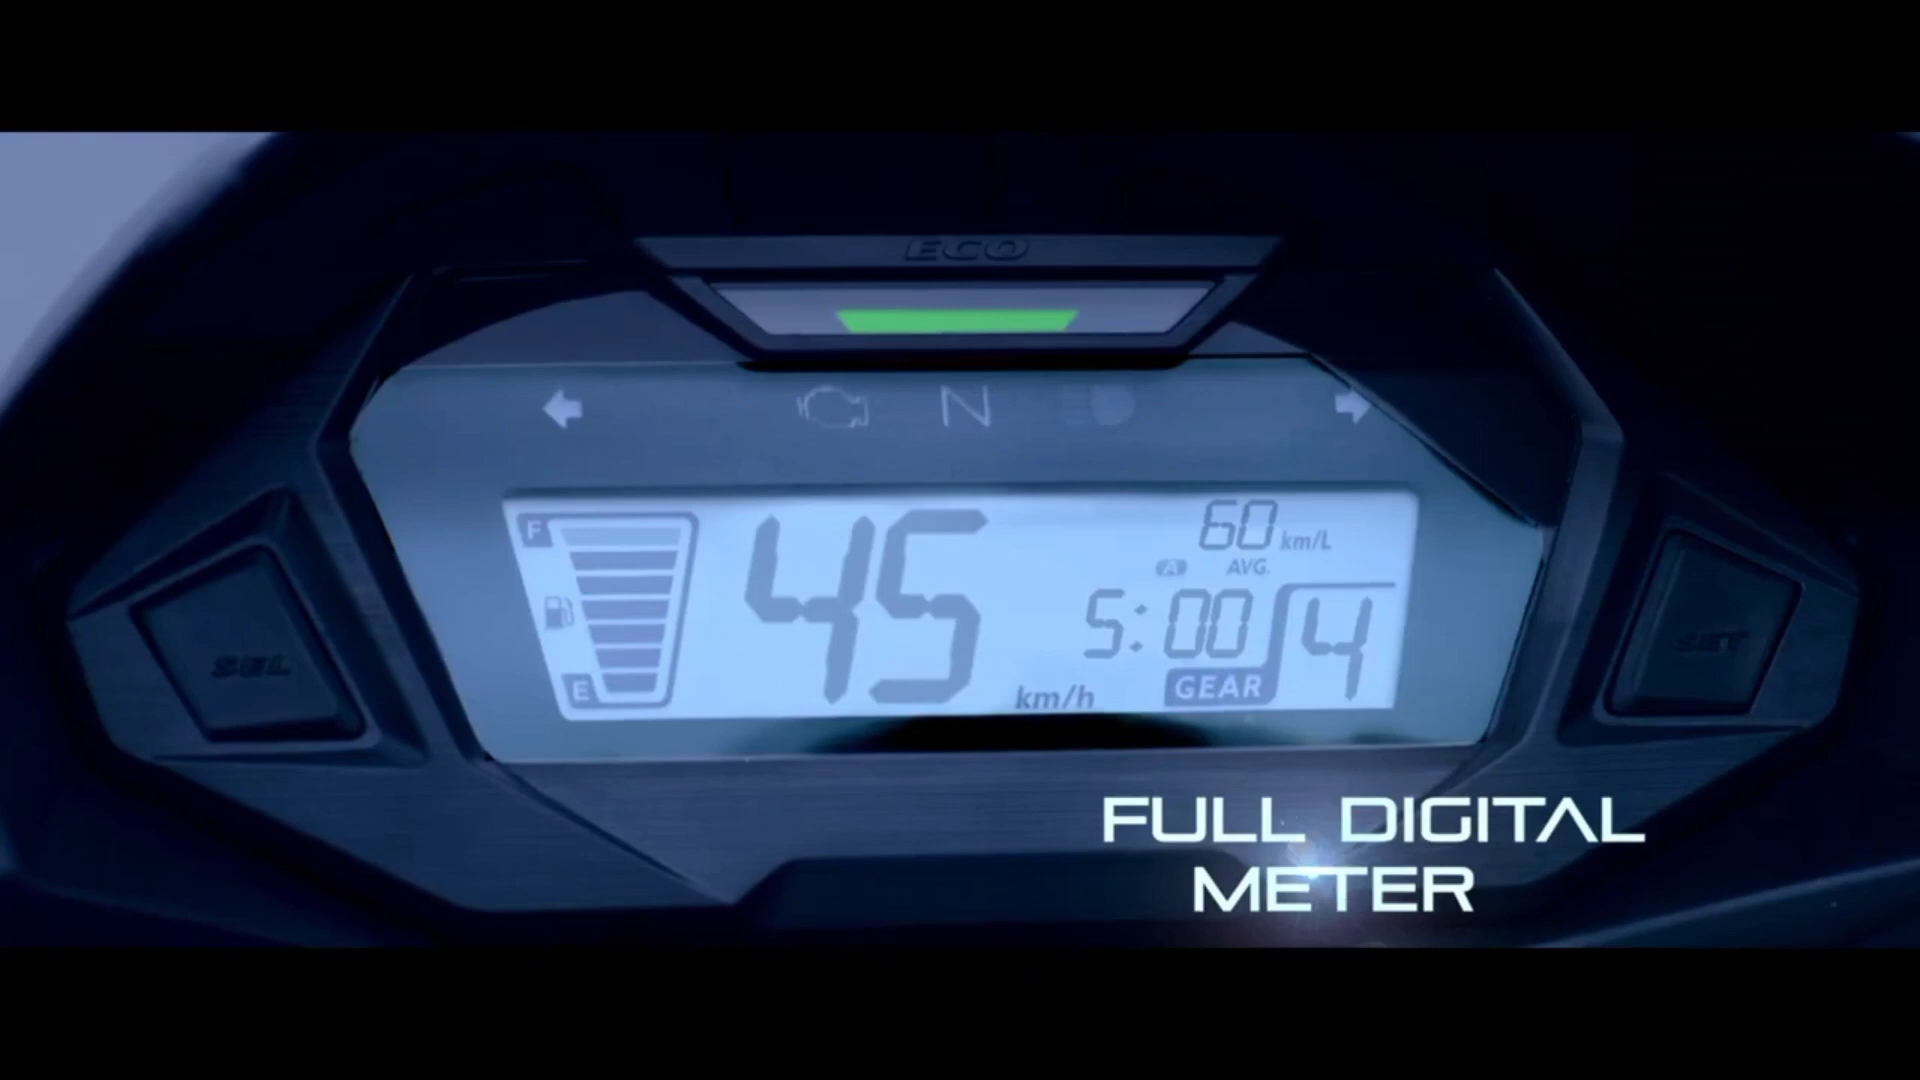 ECO
N
F
E
45
km/h
60 km/L
A AVG.
5:00
GEAR 4
SEL
SET
FULL DIGITAL
METER